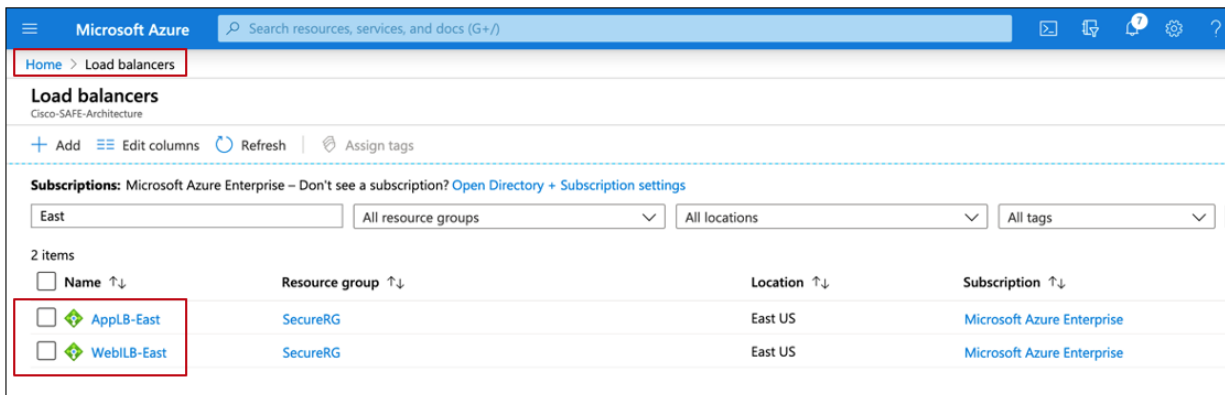 Microsoft Azure Search resources, services, and docs (G+/) 7 ?
Home > Load balancers
Load balancers
Cisco-SAFE-Architecture
+ Add Edit columns Refresh Assign tags
Subscriptions: Microsoft Azure Enterprise – Don't see a subscription? Open Directory + Subscription settings
East All resource groups All locations All tags
2 items
Name ↑↓ Resource group ↑↓ Location ↑↓ Subscription ↑↓
AppLB-East SecureRG East US Microsoft Azure Enterprise
WebILB-East SecureRG East US Microsoft Azure Enterprise